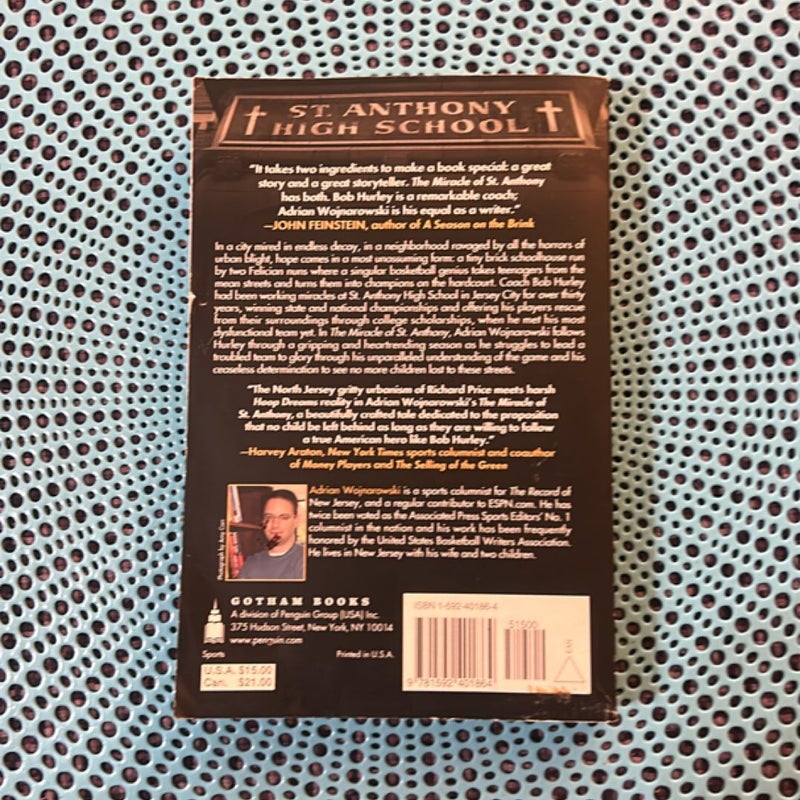 ST. ANTHONY
HIGH SCHOOL
"It takes two ingredients to make a book special: a great
story and a great storyteller. The Miracle of St. Anthony
has both. Bob Hurley is a remarkable coach;
Adrian Wojnarowski is his equal as a writer."
—JOHN FEINSTEIN, author of A Season on the Brink
In a city mired in endless decay, in a neighborhood ravaged by all the horrors of
urban blight, hope comes in a most unassuming form: a tiny brick schoolhouse run
by two Felician nuns where a singular basketball genius takes teenagers from the
mean streets and turns them into champions on the hardcourt. Coach Bob Hurley
had been working miracles at St. Anthony High School in Jersey City for over thirty
years, winning state and national championships and offering his players rescue
from their surroundings through college scholarships, when he met his most
dysfunctional team yet. In The Miracle of St. Anthony, Adrian Wojnarowski follows
Hurley through a gripping and heartrending season as he struggles to lead a
troubled team to glory through his unparalleled understanding of the game and his
ceaseless determination to see no more children lost to these streets.
"The North Jersey gritty urbanism of Richard Price meets harsh
Hoop Dreams reality in Adrian Wojnarowski's The Miracle of
St. Anthony, a beautifully crafted tale dedicated to the proposition
that no child be left behind as long as they are willing to follow
a true American hero like Bob Hurley."
—Harvey Araton, New York Times sports columnist and coauthor
of Money Players and The Selling of the Green
Photograph by Amy Carr
Adrian Wojnarowski is a sports columnist for The Record of
New Jersey, and a regular contributor to ESPN.com. He has
twice been voted as the Associated Press Sports Editors' No. 1
columnist in the nation and his work has been frequently
honored by the United States Basketball Writers Association.
He lives in New Jersey with his wife and two children.
GOTHAM BOOKS
A division of Penguin Group (USA) Inc.
375 Hudson Street, New York, NY 10014
www.penguin.com
Sports
Printed in U.S.A.
U.S.A. $15.00
Can. $21.00
ISBN 1-592-40186-4
51500
EAN
9 781592 401864